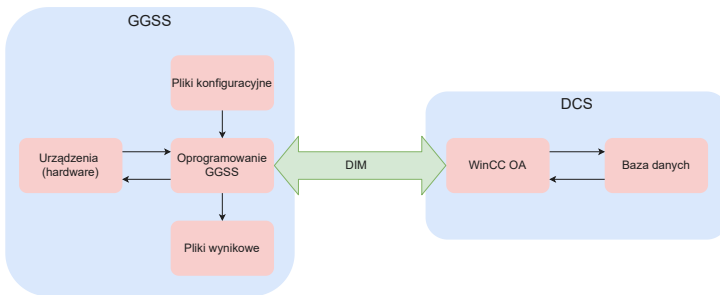 GGSS
Pliki konfiguracyjne
Urządzenia
(hardware)
Oprogramowanie
GGSS
Pliki wynikowe
DIM
DCS
WinCC OA
Baza danych